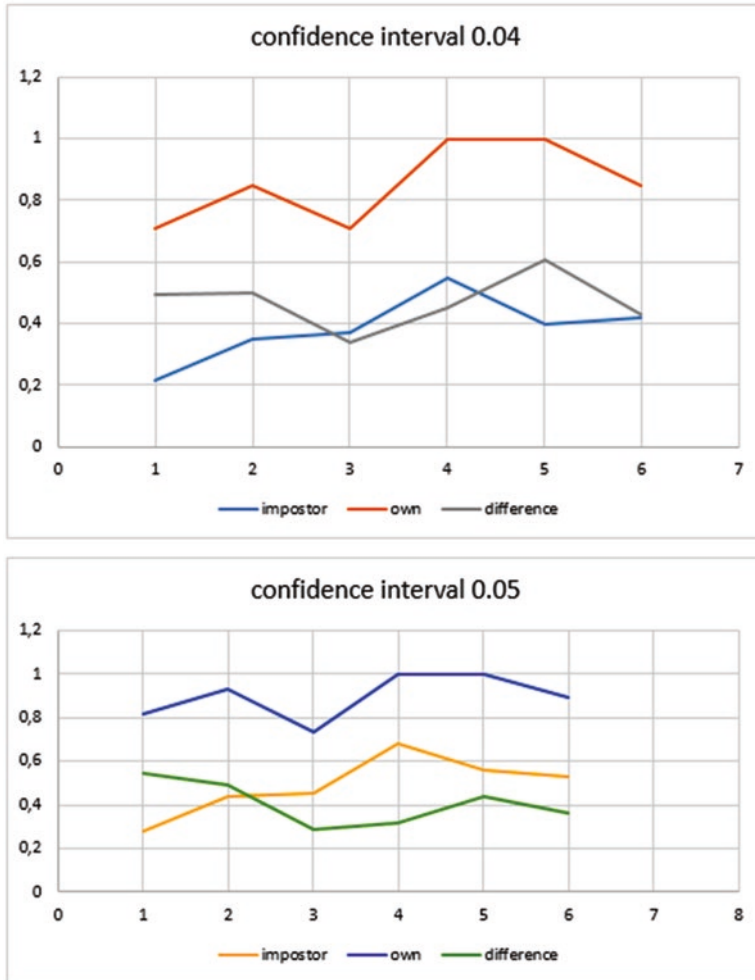 confidence interval 0.04
1,2
1
0,8
0,6
0,4
0,2
0
0 1 2 3 4 5 6 7
impostor own difference
confidence interval 0.05
1,2
1
0,8
0,6
0,4
0,2
0
0 1 2 3 4 5 6 7 8
impostor own difference